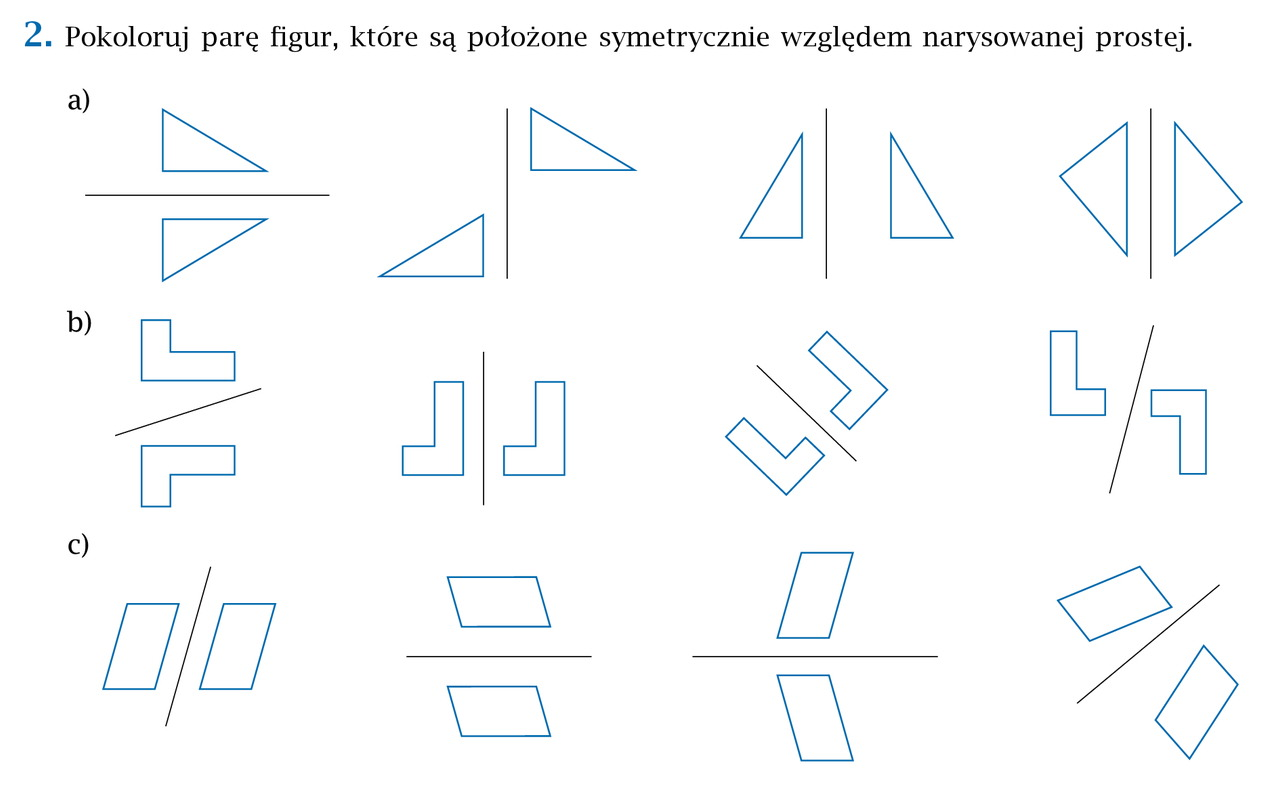 2. Pokoloruj parę figur, które są położone symetrycznie względem narysowanej prostej.
a)
b)
c)